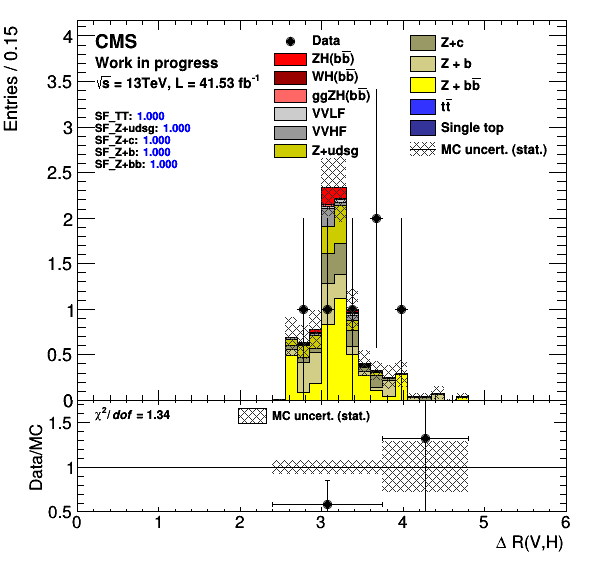 Entries / 0.15
4
3.5
3
2.5
2
1.5
1
0.5
0
CMS
Work in progress
√s = 13TeV, L = 41.53 fb⁻¹
SF_TT: 1.000
SF_Z+udsg: 1.000
SF_Z+c: 1.000
SF_Z+b: 1.000
SF_Z+bb: 1.000
Data
ZH(bb̅)
WH(bb̅)
ggZH(bb̅)
VVLF
VVHF
Z+udsg
Z+c
Z + b
Z + bb̅
tt̅
Single top
MC uncert. (stat.)
Data/MC
1.5
1
0.5
χ²/dof = 1.34
MC uncert. (stat.)
0 1 2 3 4 5 6
Δ R(V,H)